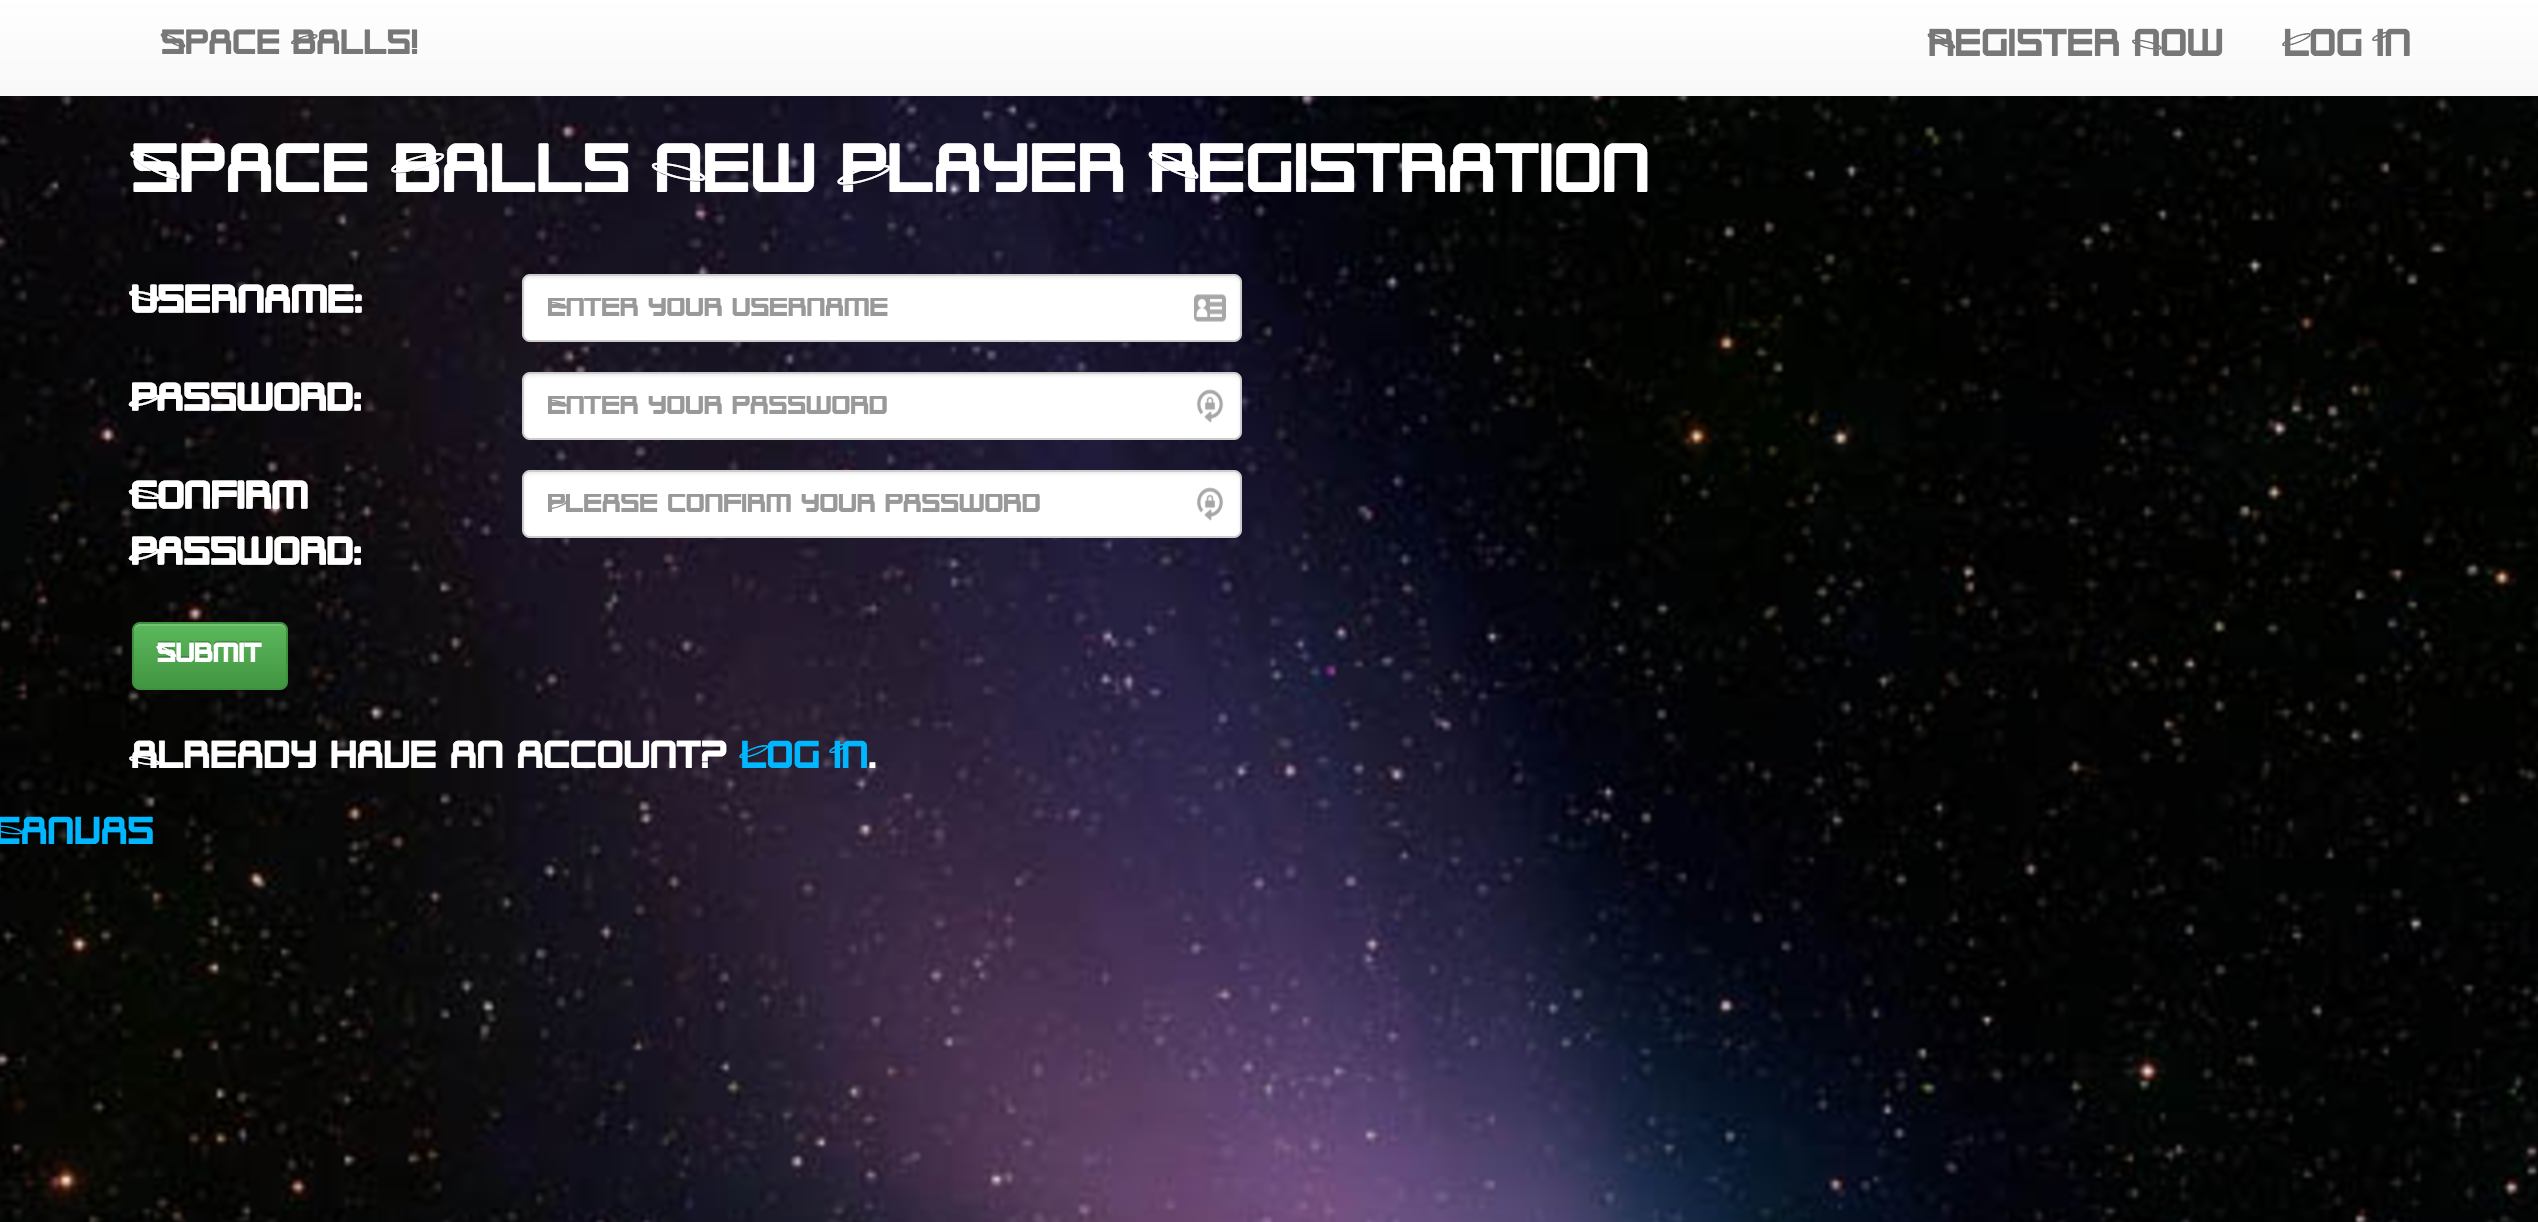 Space Balls!
Register Now
Log In
Space Balls New Player Registration
Username:
Enter your username
Password:
Enter your password
Confirm
Please confirm your password
Password:
Submit
Already have an account? Log In.
Canvas